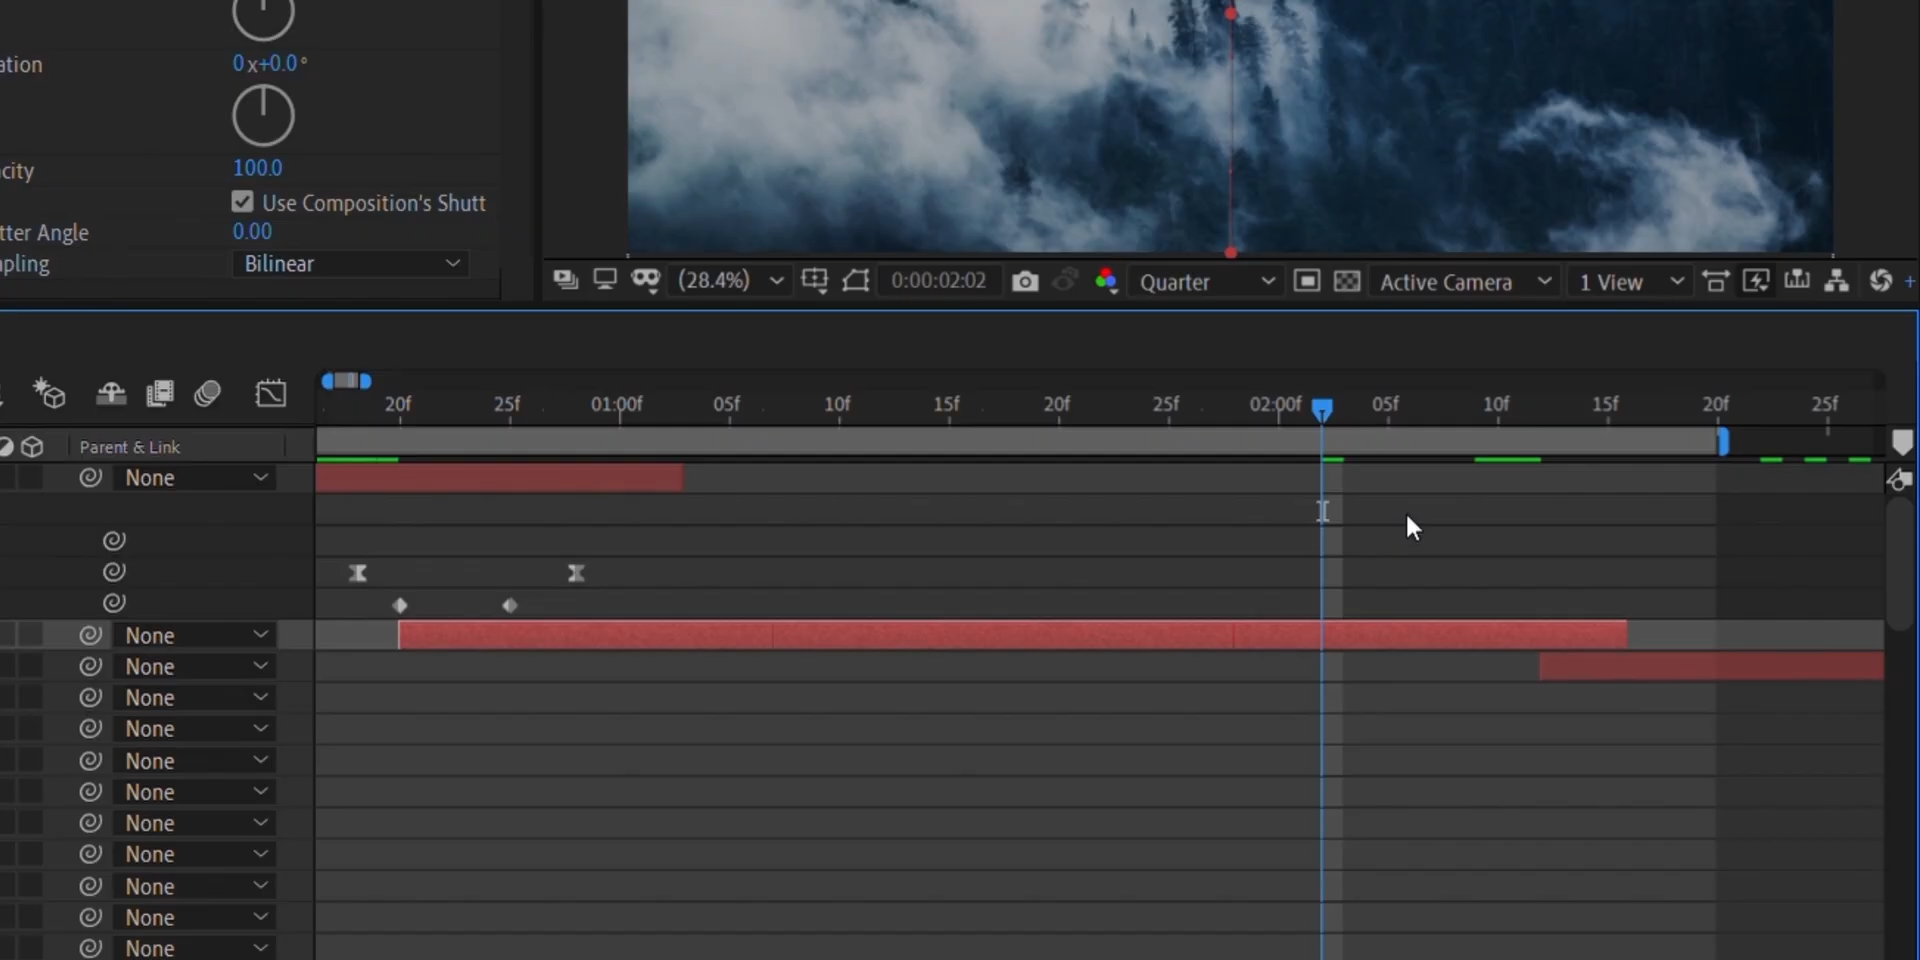 ation
0 x+0.0 °
city
100.0
Use Composition's Shutt
tter Angle
0.00
pling
Bilinear
(28.4%)
0:00:02:02
Quarter
Active Camera
1 View
20f 25f 01:00f 05f 10f 15f 20f 25f 02:00f 05f 10f 15f 20f 25f
Parent & Link
None
None
None
None
None
None
None
None
None
None
None
None